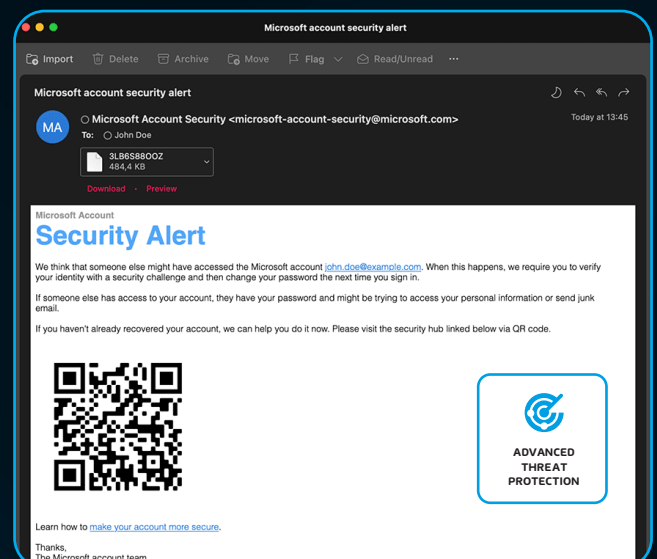 Microsoft account security alert
Import Delete Archive Move Flag Read/Unread ...
Microsoft account security alert
MA
Microsoft Account Security <microsoft-account-security@microsoft.com>
Today at 13:45
To: John Doe
3LB6S88OOZ
484,4 KB
Download · Preview
Microsoft Account
Security Alert
We think that someone else might have accessed the Microsoft account john.doe@example.com. When this happens, we require you to verify
your identity with a security challenge and then change your password the next time you sign in.
If someone else has access to your account, they have your password and might be trying to access your personal information or send junk
email.
If you haven't already recovered your account, we can help you do it now. Please visit the security hub linked below via QR code.
ADVANCED
THREAT
PROTECTION
Learn how to make your account more secure.
Thanks,
The Microsoft account team